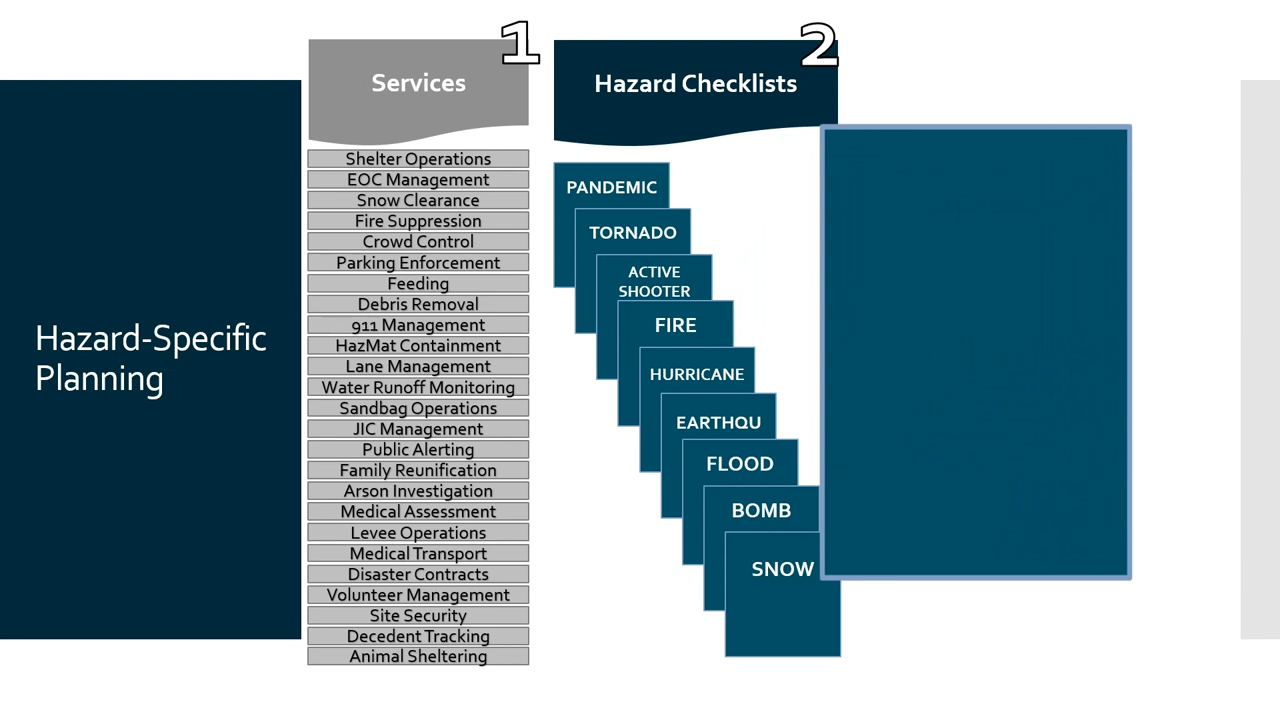 1
2
Services
Hazard Checklists
Hazard-Specific
Planning
Shelter Operations
EOC Management
Snow Clearance
Fire Suppression
Crowd Control
Parking Enforcement
Feeding
Debris Removal
911 Management
HazMat Containment
Lane Management
Water Runoff Monitoring
Sandbag Operations
JIC Management
Public Alerting
Family Reunification
Arson Investigation
Medical Assessment
Levee Operations
Medical Transport
Disaster Contracts
Volunteer Management
Site Security
Decedent Tracking
Animal Sheltering
PANDEMIC
TORNADO
ACTIVE
SHOOTER
FIRE
HURRICANE
EARTHQU
FLOOD
BOMB
SNOW